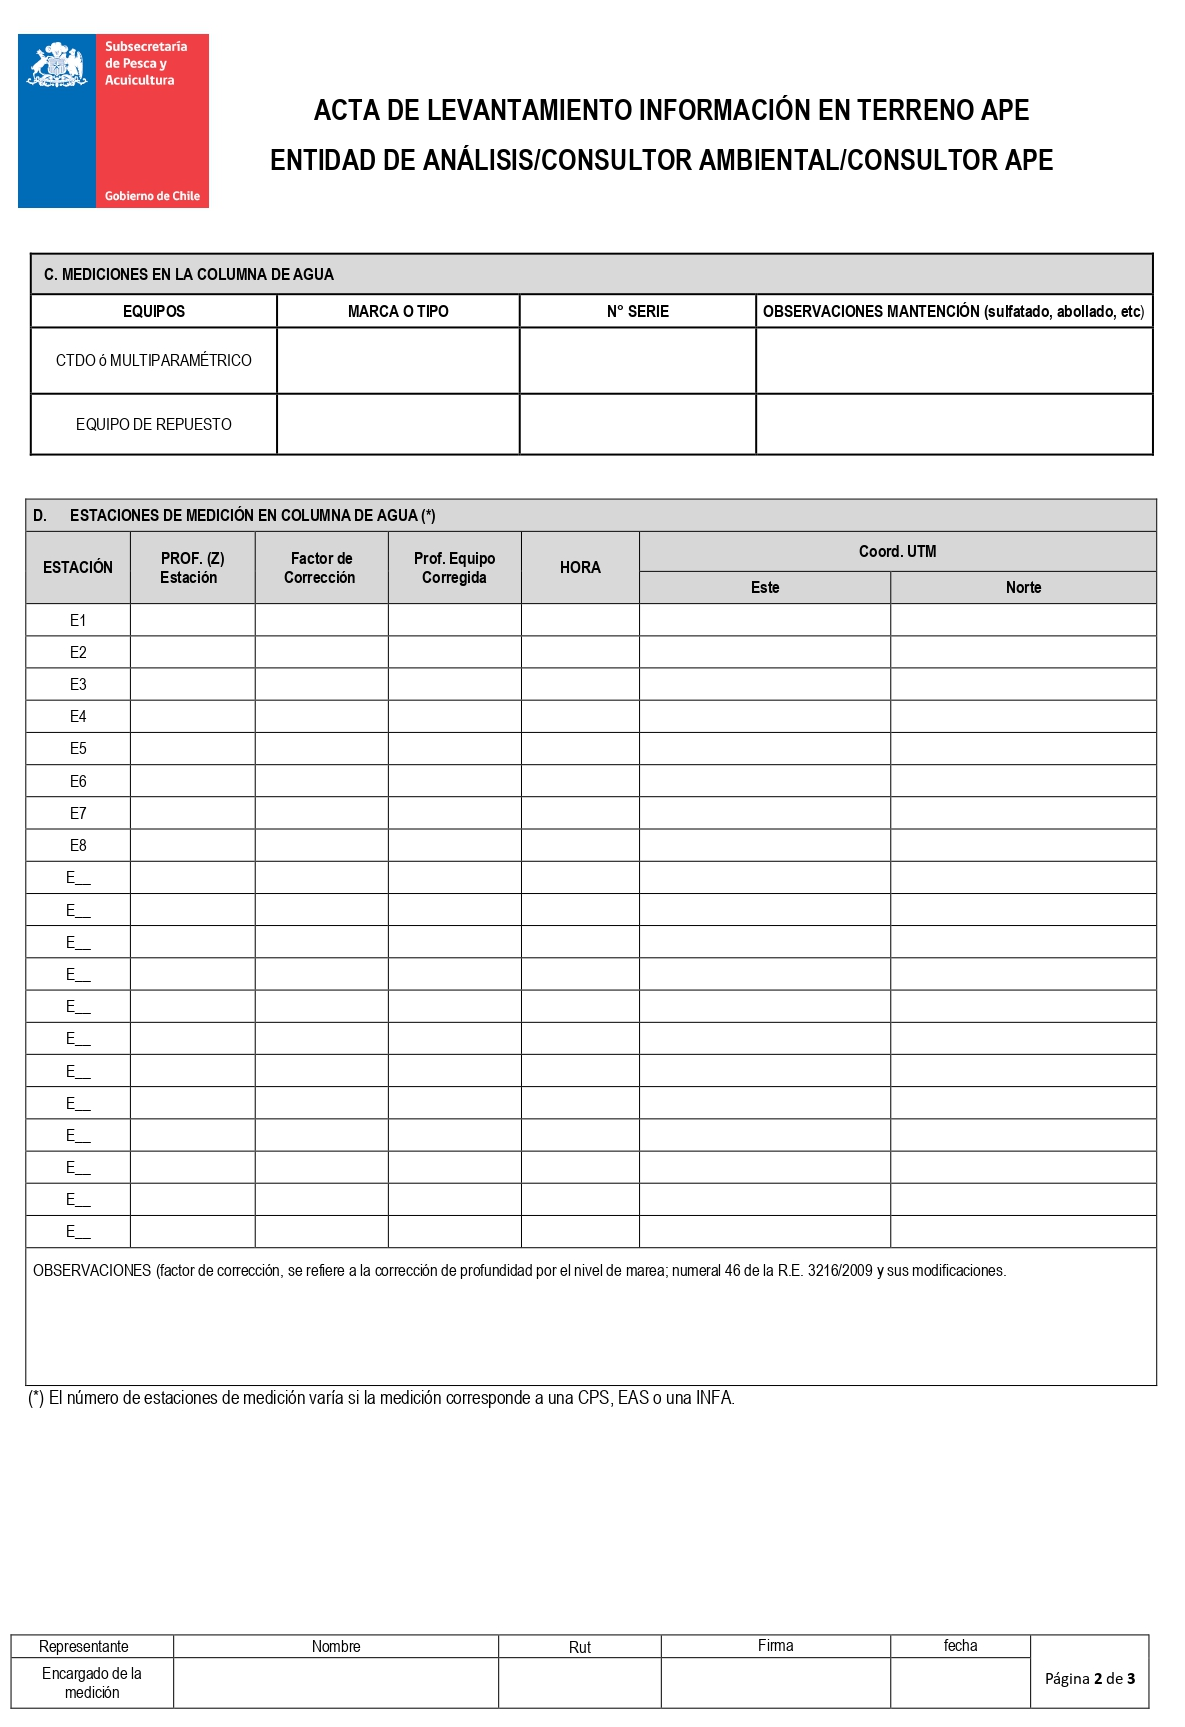 Subsecretaría
de Pesca y
Acuicultura
Gobierno de Chile
ACTA DE LEVANTAMIENTO INFORMACIÓN EN TERRENO APE
ENTIDAD DE ANÁLISIS/CONSULTOR AMBIENTAL/CONSULTOR APE
C. MEDICIONES EN LA COLUMNA DE AGUA
EQUIPOS MARCA O TIPO N° SERIE OBSERVACIONES MANTENCIÓN (sulfatado, abollado, etc)
CTDO ó MULTIPARAMÉTRICO
EQUIPO DE REPUESTO
D. ESTACIONES DE MEDICIÓN EN COLUMNA DE AGUA (*)
ESTACIÓN
PROF. (Z)
Estación
Factor de
Corrección
Prof. Equipo
Corregida
HORA
Coord. UTM
Este Norte
E1
E2
E3
E4
E5
E6
E7
E8
E__
E__
E__
E__
E__
E__
E__
E__
E__
E__
E__
E__
OBSERVACIONES (factor de corrección, se refiere a la corrección de profundidad por el nivel de marea; numeral 46 de la R.E. 3216/2009 y sus modificaciones.
(*) El número de estaciones de medición varía si la medición corresponde a una CPS, EAS o una INFA.
Representante Nombre Rut Firma fecha
Encargado de la
medición
Página 2 de 3